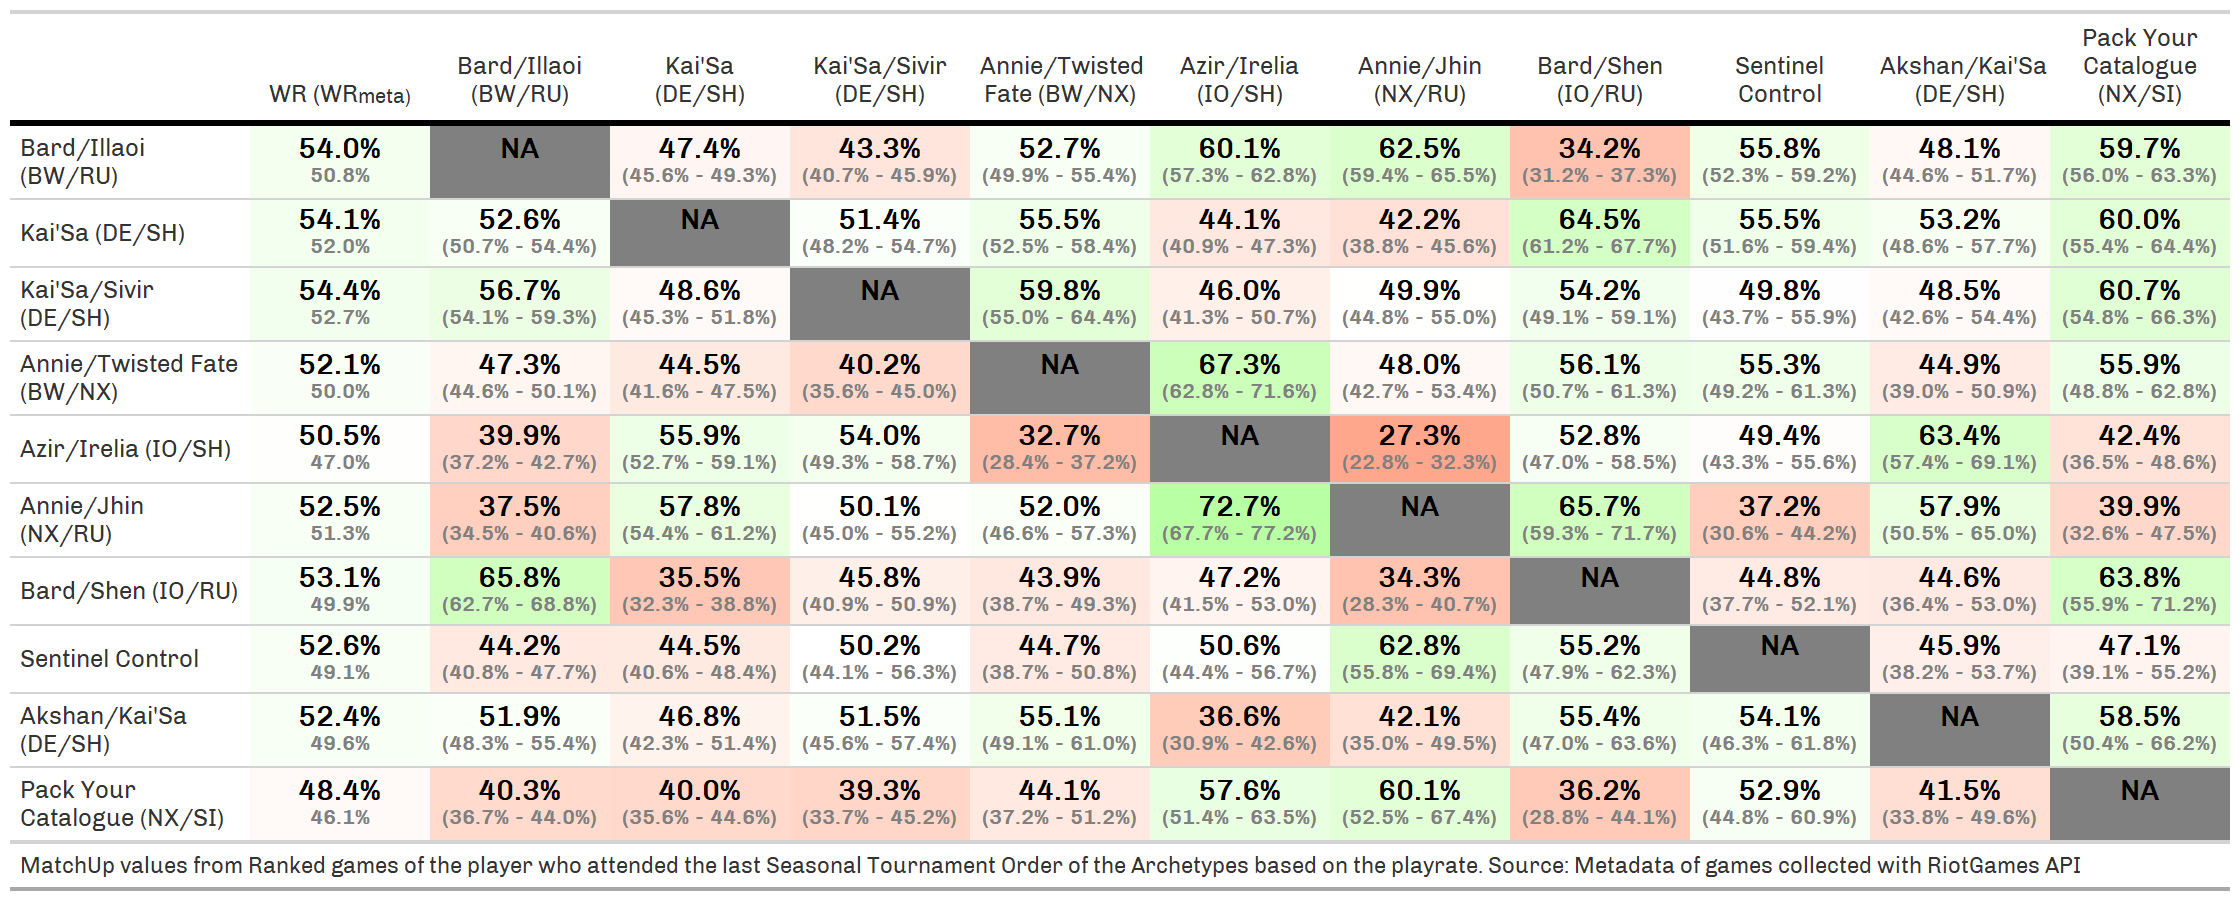 WR (WRmeta) Bard/Illaoi (BW/RU) Kai'Sa (DE/SH) Kai'Sa/Sivir (DE/SH) Annie/Twisted Fate (BW/NX) Azir/Irelia (IO/SH) Annie/Jhin (NX/RU) Bard/Shen (IO/RU) Sentinel Control Akshan/Kai'Sa (DE/SH) Pack Your Catalogue (NX/SI)
Bard/Illaoi 54.0% NA 47.4% 43.3% 52.7% 60.1% 62.5% 34.2% 55.8% 48.1% 59.7%
(BW/RU) 50.8% (45.6% - 49.3%) (40.7% - 45.9%) (49.9% - 55.4%) (57.3% - 62.8%) (59.4% - 65.5%) (31.2% - 37.3%) (52.3% - 59.2%) (44.6% - 51.7%) (56.0% - 63.3%)
Kai'Sa (DE/SH) 54.1% 52.6% NA 51.4% 55.5% 44.1% 42.2% 64.5% 55.5% 53.2% 60.0%
52.0% (50.7% - 54.4%) (48.2% - 54.7%) (52.5% - 58.4%) (40.9% - 47.3%) (38.8% - 45.6%) (61.2% - 67.7%) (51.6% - 59.4%) (48.6% - 57.7%) (55.4% - 64.4%)
Kai'Sa/Sivir 54.4% 56.7% 48.6% NA 59.8% 46.0% 49.9% 54.2% 49.8% 48.5% 60.7%
(DE/SH) 52.7% (54.1% - 59.3%) (45.3% - 51.8%) (55.0% - 64.4%) (41.3% - 50.7%) (44.8% - 55.0%) (49.1% - 59.1%) (43.7% - 55.9%) (42.6% - 54.4%) (54.8% - 66.3%)
Annie/Twisted Fate 52.1% 47.3% 44.5% 40.2% NA 67.3% 48.0% 56.1% 55.3% 44.9% 55.9%
(BW/NX) 50.0% (44.6% - 50.1%) (41.6% - 47.5%) (35.6% - 45.0%) (62.8% - 71.6%) (42.7% - 53.4%) (50.7% - 61.3%) (49.2% - 61.3%) (39.0% - 50.9%) (48.8% - 62.8%)
Azir/Irelia (IO/SH) 50.5% 39.9% 55.9% 54.0% 32.7% NA 27.3% 52.8% 49.4% 63.4% 42.4%
47.0% (37.2% - 42.7%) (52.7% - 59.1%) (49.3% - 58.7%) (28.4% - 37.2%) (22.8% - 32.3%) (47.0% - 58.5%) (43.3% - 55.6%) (57.4% - 69.1%) (36.5% - 48.6%)
Annie/Jhin 52.5% 37.5% 57.8% 50.1% 52.0% 72.7% NA 65.7% 37.2% 57.9% 39.9%
(NX/RU) 51.3% (34.5% - 40.6%) (54.4% - 61.2%) (45.0% - 55.2%) (46.6% - 57.3%) (67.7% - 77.2%) (59.3% - 71.7%) (30.6% - 44.2%) (50.5% - 65.0%) (32.6% - 47.5%)
Bard/Shen (IO/RU) 53.1% 65.8% 35.5% 45.8% 43.9% 47.2% 34.3% NA 44.8% 44.6% 63.8%
49.9% (62.7% - 68.8%) (32.3% - 38.8%) (40.9% - 50.9%) (38.7% - 49.3%) (41.5% - 53.0%) (28.3% - 40.7%) (37.7% - 52.1%) (36.4% - 53.0%) (55.9% - 71.2%)
Sentinel Control 52.6% 44.2% 44.5% 50.2% 44.7% 50.6% 62.8% 55.2% NA 45.9% 47.1%
49.1% (40.8% - 47.7%) (40.6% - 48.4%) (44.1% - 56.3%) (38.7% - 50.8%) (44.4% - 56.7%) (55.8% - 69.4%) (47.9% - 62.3%) (38.2% - 53.7%) (39.1% - 55.2%)
Akshan/Kai'Sa 52.4% 51.9% 46.8% 51.5% 55.1% 36.6% 42.1% 55.4% 54.1% NA 58.5%
(DE/SH) 49.6% (48.3% - 55.4%) (42.3% - 51.4%) (45.6% - 57.4%) (49.1% - 61.0%) (30.9% - 42.6%) (35.0% - 49.5%) (47.0% - 63.6%) (46.3% - 61.8%) (50.4% - 66.2%)
Pack Your 48.4% 40.3% 40.0% 39.3% 44.1% 57.6% 60.1% 36.2% 52.9% 41.5% NA
Catalogue (NX/SI) 46.1% (36.7% - 44.0%) (35.6% - 44.6%) (33.7% - 45.2%) (37.2% - 51.2%) (51.4% - 63.5%) (52.5% - 67.4%) (28.8% - 44.1%) (44.8% - 60.9%) (33.8% - 49.6%)
MatchUp values from Ranked games of the player who attended the last Seasonal Tournament Order of the Archetypes based on the playrate. Source: Metadata of games collected with RiotGames API